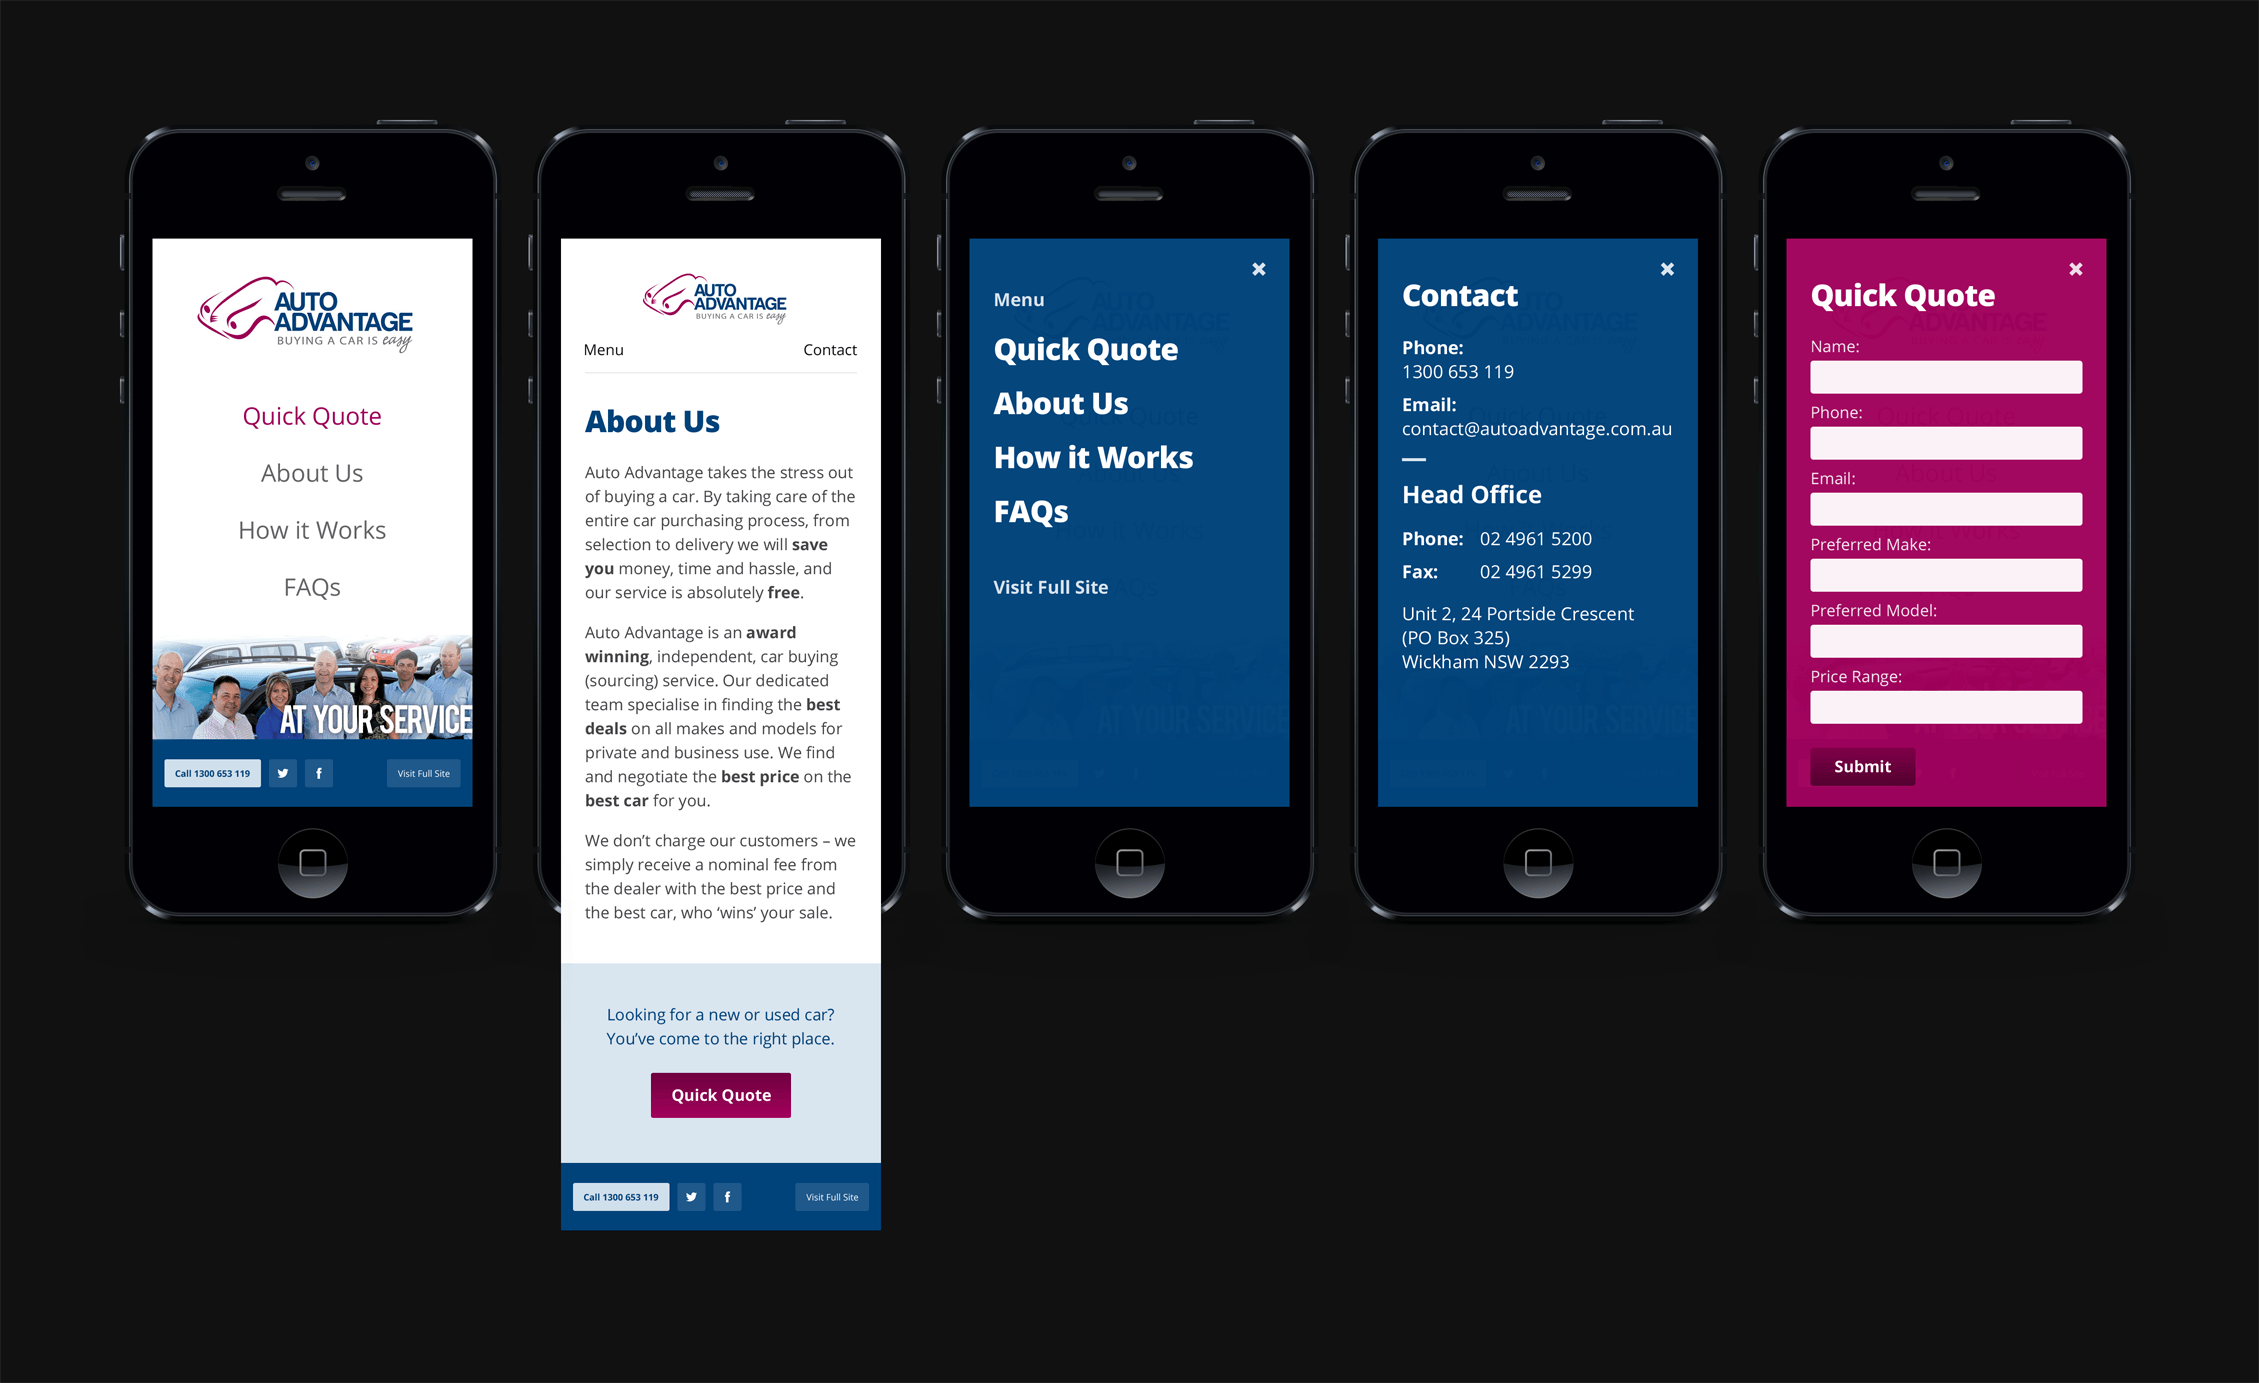 AUTO
ADVANTAGE
BUYING A CAR IS easy
Quick Quote
About Us
How it Works
FAQs
AT YOUR SERVICE
Call 1300 653 119
Visit Full Site
AUTO
ADVANTAGE
BUYING A CAR IS easy
Menu
Contact
About Us
Auto Advantage takes the stress out
of buying a car. By taking care of the
entire car purchasing process, from
selection to delivery we will save
you money, time and hassle, and
our service is absolutely free.
Auto Advantage is an award
winning, independent, car buying
(sourcing) service. Our dedicated
team specialise in finding the best
deals on all makes and models for
private and business use. We find
and negotiate the best price on the
best car for you.
We don’t charge our customers – we
simply receive a nominal fee from
the dealer with the best price and
the best car, who ‘wins’ your sale.
Looking for a new or used car?
You’ve come to the right place.
Quick Quote
Call 1300 653 119
Visit Full Site
Menu
Quick Quote
About Us
How it Works
FAQs
Visit Full Site
AT YOUR SERVICE
Contact
Phone:
1300 653 119
Email:
contact@autoadvantage.com.au
Head Office
Phone: 02 4961 5200
Fax: 02 4961 5299
Unit 2, 24 Portside Crescent
(PO Box 325)
Wickham NSW 2293
AT YOUR SERVICE
Quick Quote
Name:
Phone:
Email:
Preferred Make:
Preferred Model:
Price Range:
Submit